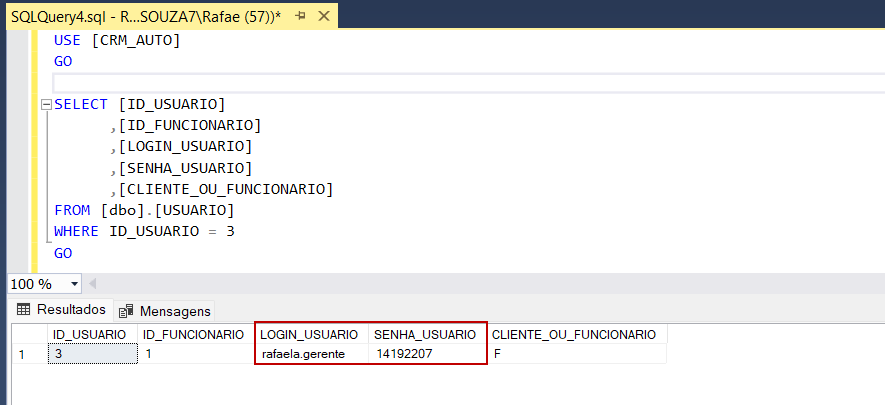 SQLQuery4.sql - R...SOUZA7\Rafae (57))*
USE [CRM_AUTO]
GO
SELECT [ID_USUARIO]
,[ID_FUNCIONARIO]
,[LOGIN_USUARIO]
,[SENHA_USUARIO]
,[CLIENTE_OU_FUNCIONARIO]
FROM [dbo].[USUARIO]
WHERE ID_USUARIO = 3
GO
100 %
Resultados Mensagens
ID_USUARIO ID_FUNCIONARIO LOGIN_USUARIO SENHA_USUARIO CLIENTE_OU_FUNCIONARIO
1 3 1 rafaela.gerente 14192207 F